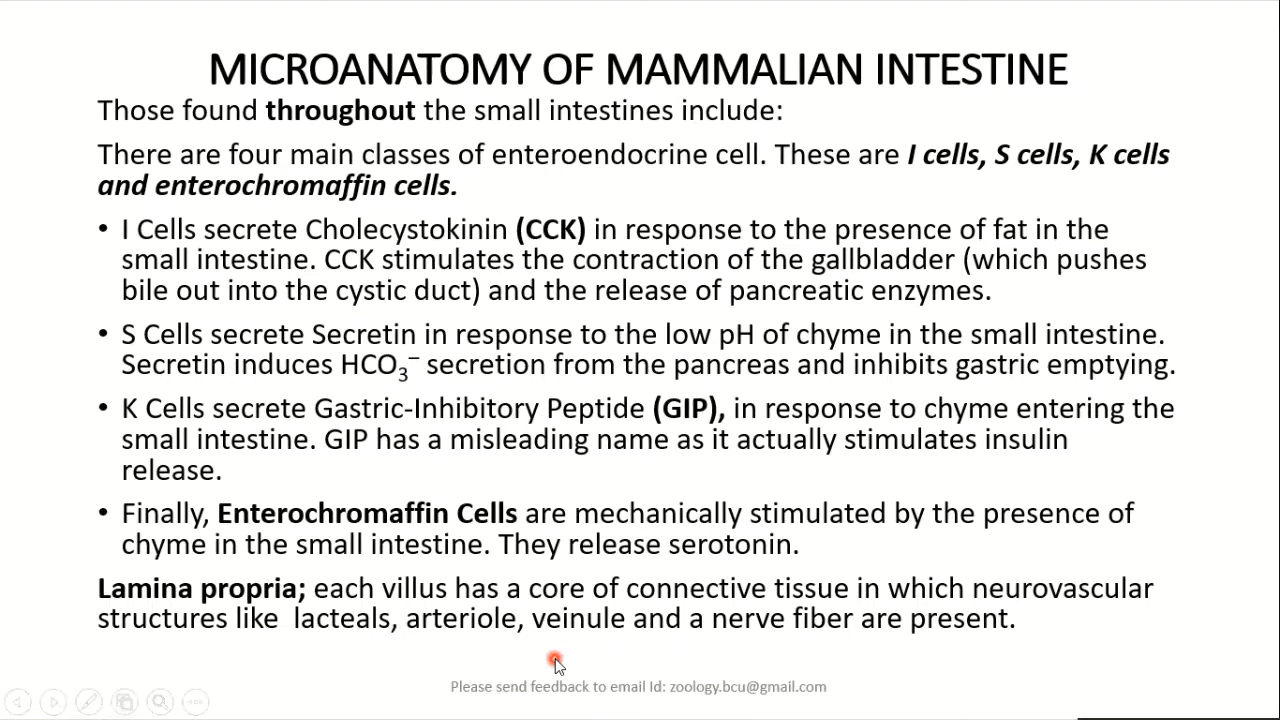 MICROANATOMY OF MAMMALIAN INTESTINE
Those found throughout the small intestines include:
There are four main classes of enteroendocrine cell. These are I cells, S cells, K cells
and enterochromaffin cells.
• I Cells secrete Cholecystokinin (CCK) in response to the presence of fat in the
small intestine. CCK stimulates the contraction of the gallbladder (which pushes
bile out into the cystic duct) and the release of pancreatic enzymes.
• S Cells secrete Secretin in response to the low pH of chyme in the small intestine.
Secretin induces HCO₃⁻ secretion from the pancreas and inhibits gastric emptying.
• K Cells secrete Gastric-Inhibitory Peptide (GIP), in response to chyme entering the
small intestine. GIP has a misleading name as it actually stimulates insulin
release.
• Finally, Enterochromaffin Cells are mechanically stimulated by the presence of
chyme in the small intestine. They release serotonin.
Lamina propria; each villus has a core of connective tissue in which neurovascular
structures like  lacteals, arteriole, veinule and a nerve fiber are present.
Please send feedback to email Id: zoology.bcu@gmail.com